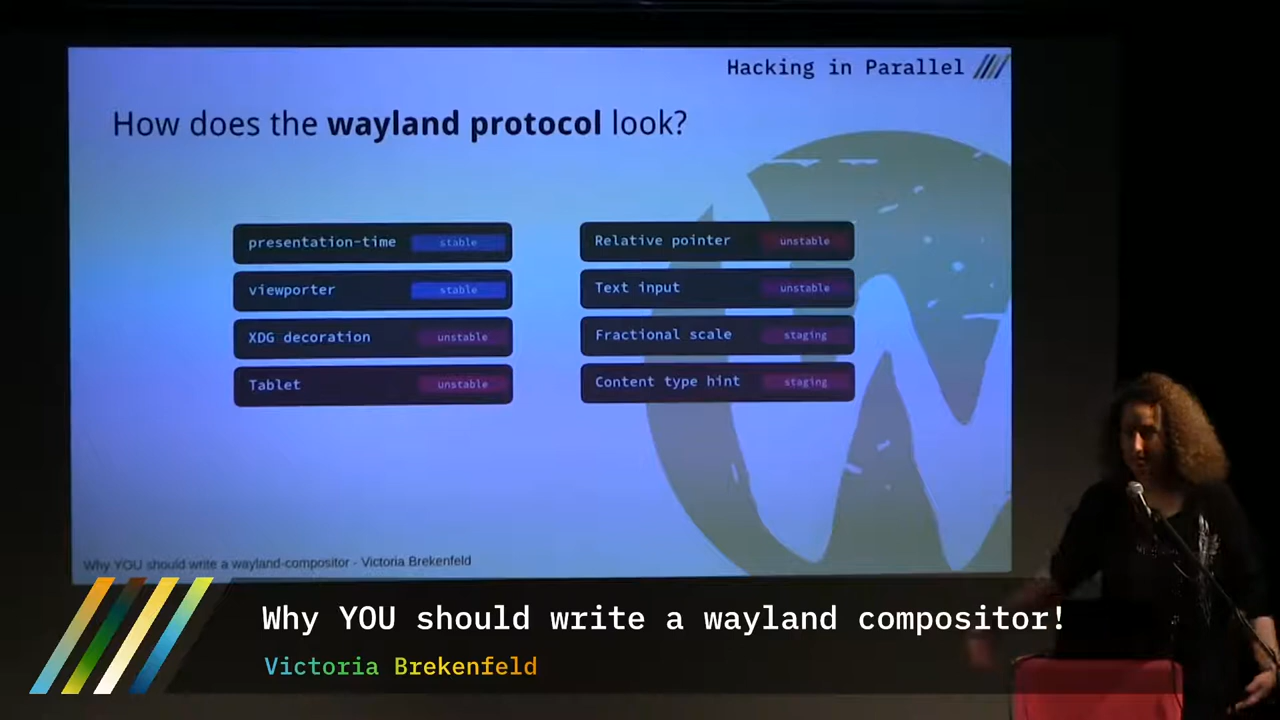 Hacking in Parallel
How does the wayland protocol look?
presentation-time stable
viewporter stable
XDG decoration unstable
Tablet unstable
Relative pointer unstable
Text input unstable
Fractional scale staging
Content type hint staging
Why YOU should write a wayland-compositor - Victoria Brekenfeld
Why YOU should write a wayland compositor!
Victoria Brekenfeld